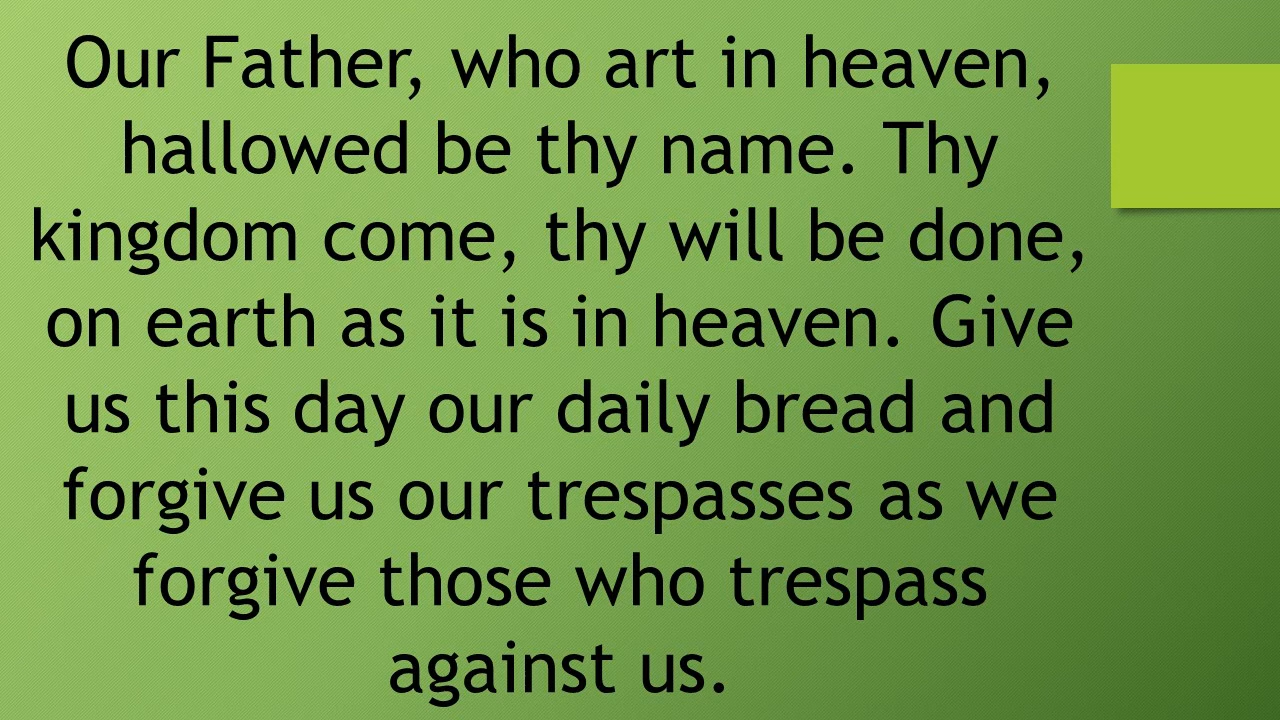 Our Father, who art in heaven,
hallowed be thy name. Thy
kingdom come, thy will be done,
on earth as it is in heaven. Give
us this day our daily bread and
forgive us our trespasses as we
forgive those who trespass
against us.